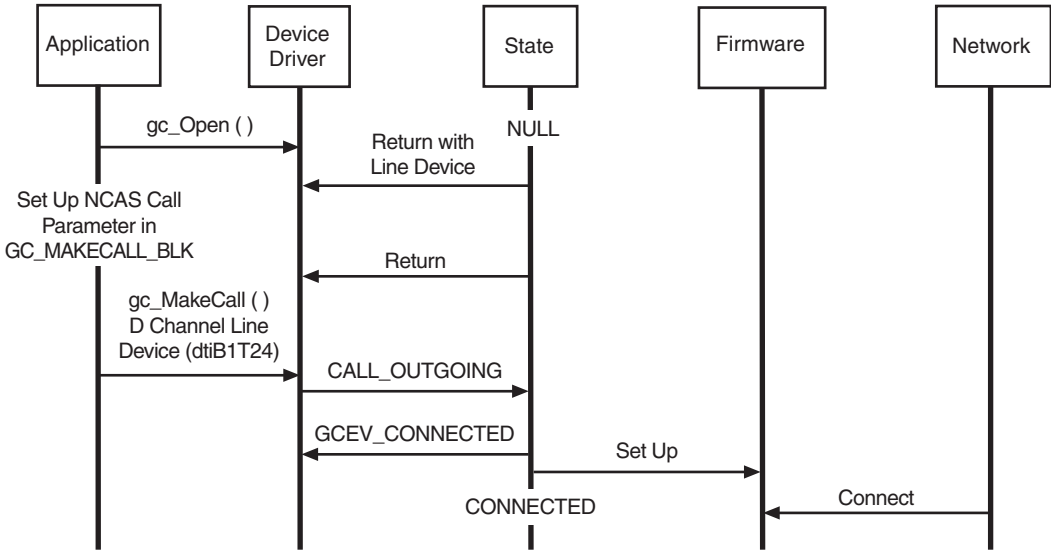 Application
Device
Driver
State
Firmware
Network
gc_Open ( )
NULL
Return with
Line Device
Set Up NCAS Call
Parameter in
GC_MAKECALL_BLK
Return
gc_MakeCall ( )
D Channel Line
Device (dtiB1T24)
CALL_OUTGOING
GCEV_CONNECTED
Set Up
CONNECTED
Connect